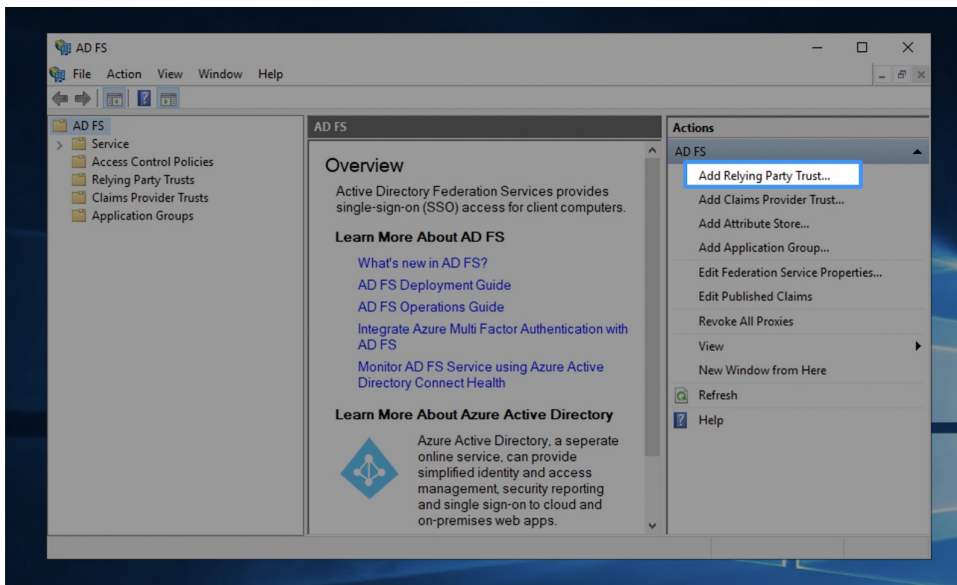 AD FS
File Action View Window Help
AD FS
Service
Access Control Policies
Relying Party Trusts
Claims Provider Trusts
Application Groups
AD FS
Overview
Active Directory Federation Services provides
single-sign-on (SSO) access for client computers.
Learn More About AD FS
What's new in AD FS?
AD FS Deployment Guide
AD FS Operations Guide
Integrate Azure Multi Factor Authentication with
AD FS
Monitor AD FS Service using Azure Active
Directory Connect Health
Learn More About Azure Active Directory
Azure Active Directory, a seperate
online service, can provide
simplified identity and access
management, security reporting
and single sign-on to cloud and
on-premises web apps.
Actions
AD FS
Add Relying Party Trust...
Add Claims Provider Trust...
Add Attribute Store...
Add Application Group...
Edit Federation Service Properties...
Edit Published Claims
Revoke All Proxies
View
New Window from Here
Refresh
Help